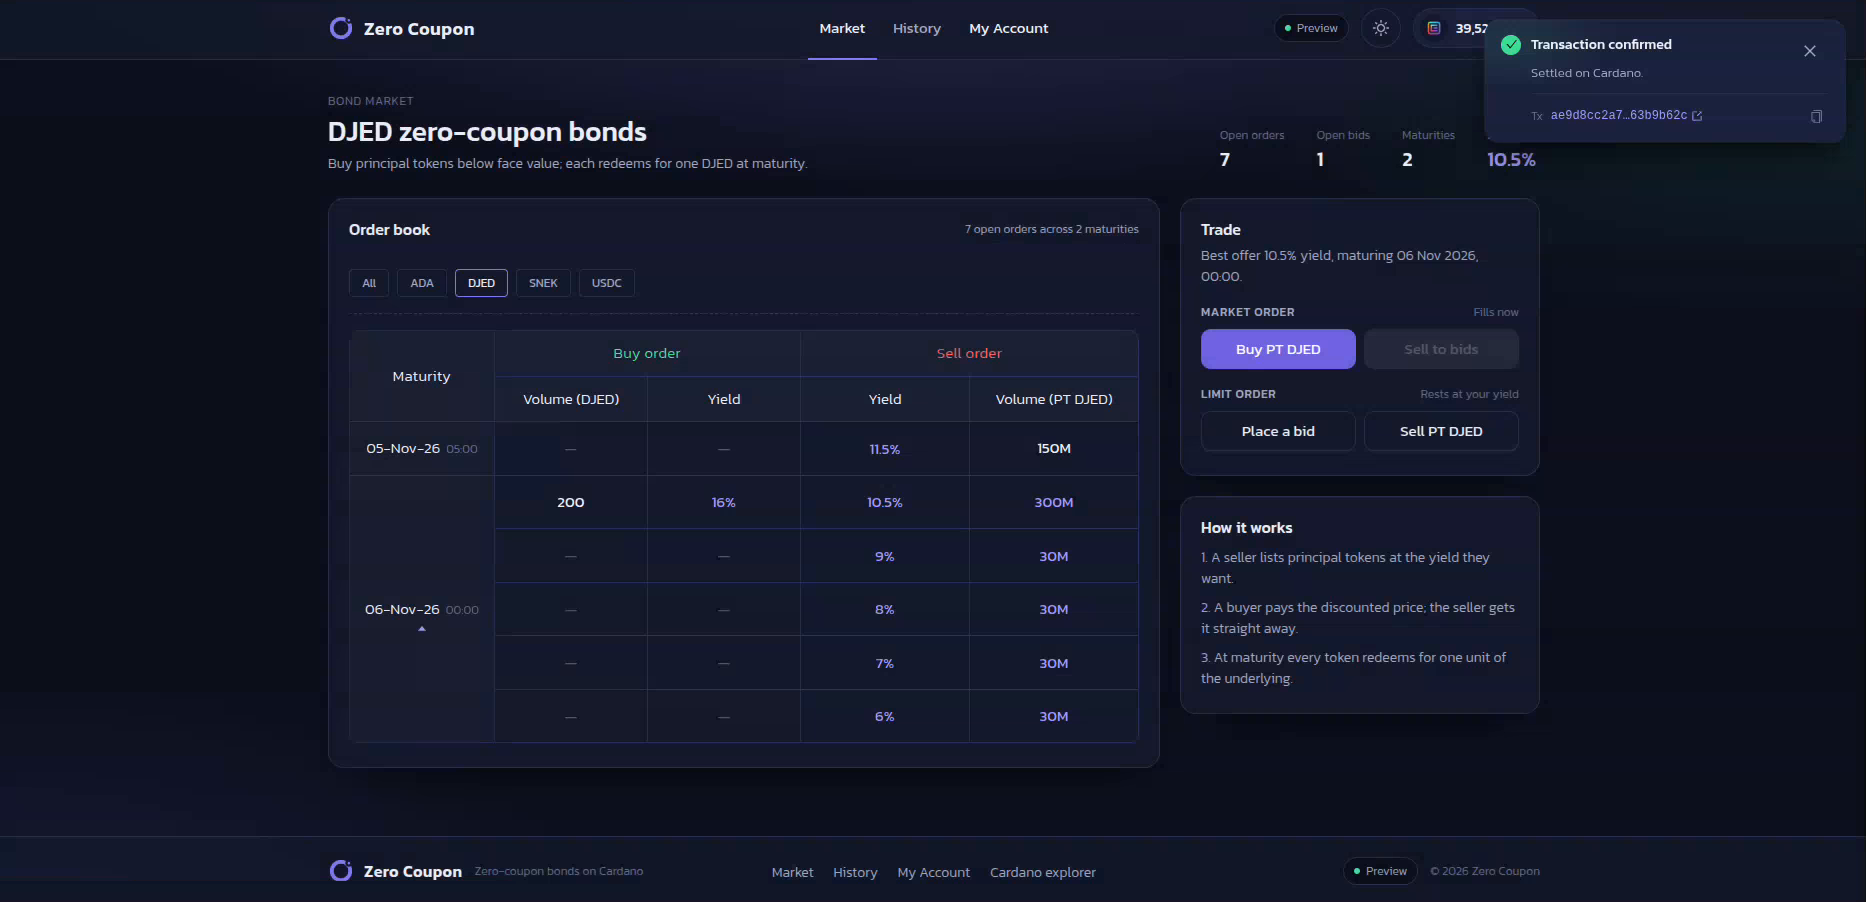 Zero Coupon
Market
History
My Account
Preview
Transaction confirmed
Settled on Cardano.
Tx ae9d8cc2a7…63b9b62c
BOND MARKET
DJED zero-coupon bonds
Buy principal tokens below face value; each redeems for one DJED at maturity.
Open orders
7
Open bids
1
Maturities
2
10.5%
Order book
7 open orders across 2 maturities
All
ADA
DJED
SNEK
USDC
Maturity
Buy order
Sell order
Volume (DJED)
Yield
Yield
Volume (PT DJED)
05-Nov-26 05:00
—
—
11.5%
150M
06-Nov-26 00:00
200
16%
10.5%
300M
—
—
9%
30M
—
—
8%
30M
—
—
7%
30M
—
—
6%
30M
Trade
Best offer 10.5% yield, maturing 06 Nov 2026,
00:00.
MARKET ORDER
Fills now
Buy PT DJED
Sell to bids
LIMIT ORDER
Rests at your yield
Place a bid
Sell PT DJED
How it works
1. A seller lists principal tokens at the yield they
want.
2. A buyer pays the discounted price; the seller gets
it straight away.
3. At maturity every token redeems for one unit of
the underlying.
Zero Coupon
Zero-coupon bonds on Cardano
Market
History
My Account
Cardano explorer
Preview
© 2026 Zero Coupon